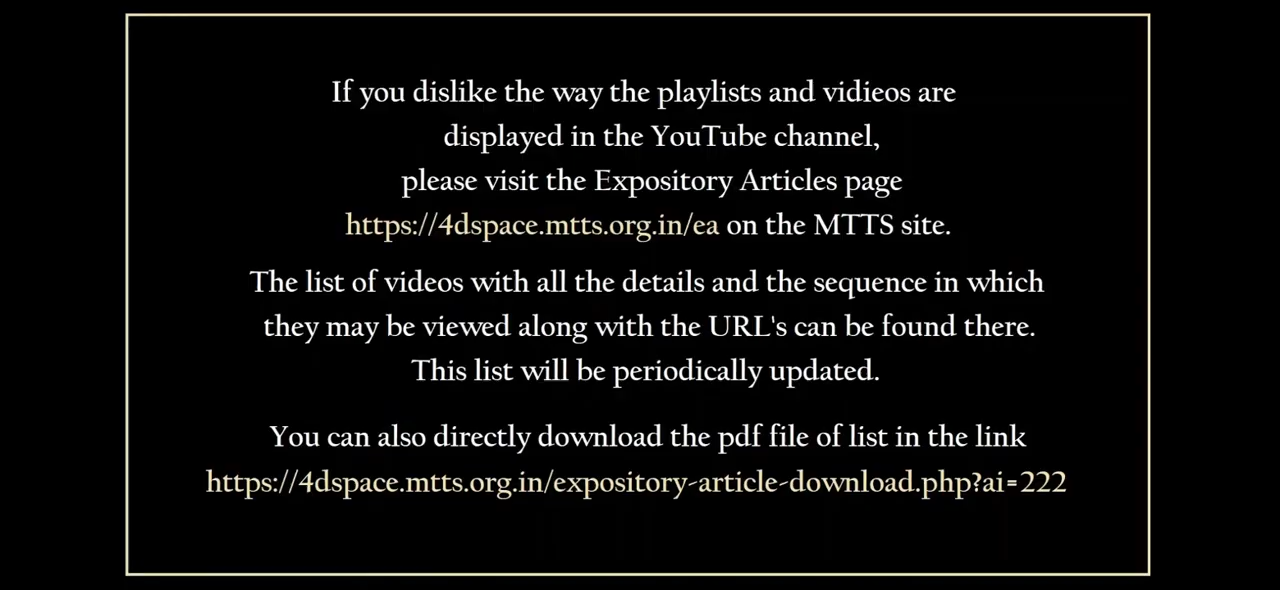 If you dislike the way the playlists and vidieos are
displayed in the YouTube channel,
please visit the Expository Articles page
https://4dspace.mtts.org.in/ea on the MTTS site.
The list of videos with all the details and the sequence in which
they may be viewed along with the URL's can be found there.
This list will be periodically updated.
You can also directly download the pdf file of list in the link
https://4dspace.mtts.org.in/expository-article-download.php?ai=222